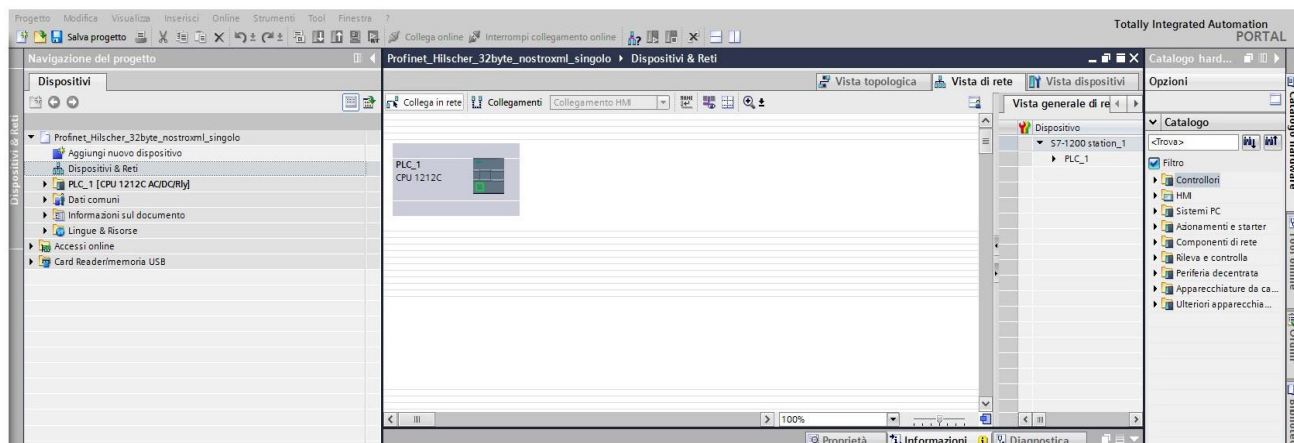 Progetto Modifica Visualizza Inserisci Online Strumenti Tool Finestra ?
Totally Integrated Automation
PORTAL
Salva progetto Collega online Interrompi collegamento online
Navigazione del progetto
Profinet_Hilscher_32byte_nostroxml_singolo Dispositivi & Reti
Catalogo hard...
Dispositivi
Vista topologica Vista di rete Vista dispositivi
Opzioni
Collega in rete Collegamenti Collegamento HMI
Vista generale di re
Dispositivi & Reti
Profinet_Hilscher_32byte_nostroxml_singolo
Aggiungi nuovo dispositivo
Dispositivi & Reti
PLC_1 [CPU 1212C AC/DC/Rly]
Dati comuni
Informazioni sul documento
Lingue & Risorse
Accessi online
Card Reader/memoria USB
PLC_1
CPU 1212C
Dispositivo
S7-1200 station_1
PLC_1
Catalogo
<Trova>
Filtro
Controllori
HMI
Sistemi PC
Azionamenti e starter
Componenti di rete
Rileva e controlla
Periferia decentrata
Apparecchiature da ca...
Ulteriori apparecchia...
Catalogo hardware
Tool online
100%
Proprietà Informazioni Diagnostica